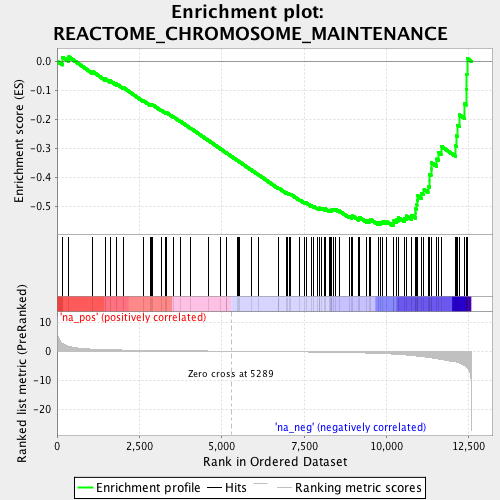 Enrichment plot:
REACTOME_CHROMOSOME_MAINTENANCE
Enrichment score (ES)
0.0
-0.1
-0.2
-0.3
-0.4
-0.5
'na_pos' (positively correlated)
Ranked list metric (PreRanked)
10
5
0
-5
-10
-15
-20
Zero cross at 5289
'na_neg' (negatively correlated)
0
2,500
5,000
7,500
10,000
12,500
Rank in Ordered Dataset
Enrichment profile
Hits
Ranking metric scores